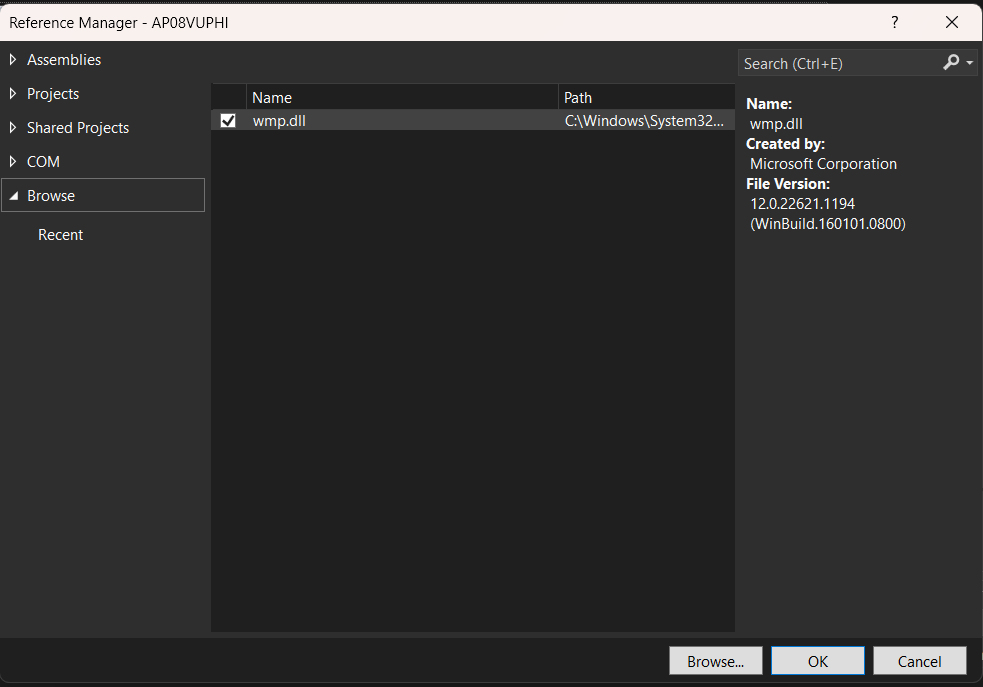 Reference Manager - AP08VUPHI
?
Assemblies
Projects
Shared Projects
COM
Browse
Recent
Name Path
wmp.dll C:\Windows\System32...
Search (Ctrl+E)
Name:
wmp.dll
Created by:
Microsoft Corporation
File Version:
12.0.22621.1194
(WinBuild.160101.0800)
Browse... OK Cancel